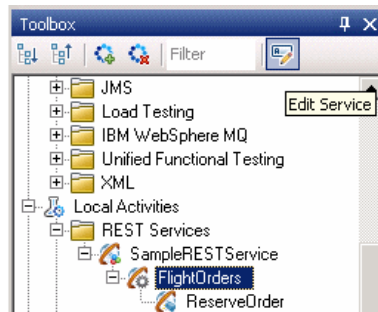 Toolbox
Filter
JMS
Edit Service
Load Testing
IBM WebSphere MQ
Unified Functional Testing
XML
Local Activities
REST Services
SampleRESTService
FlightOrders
ReserveOrder